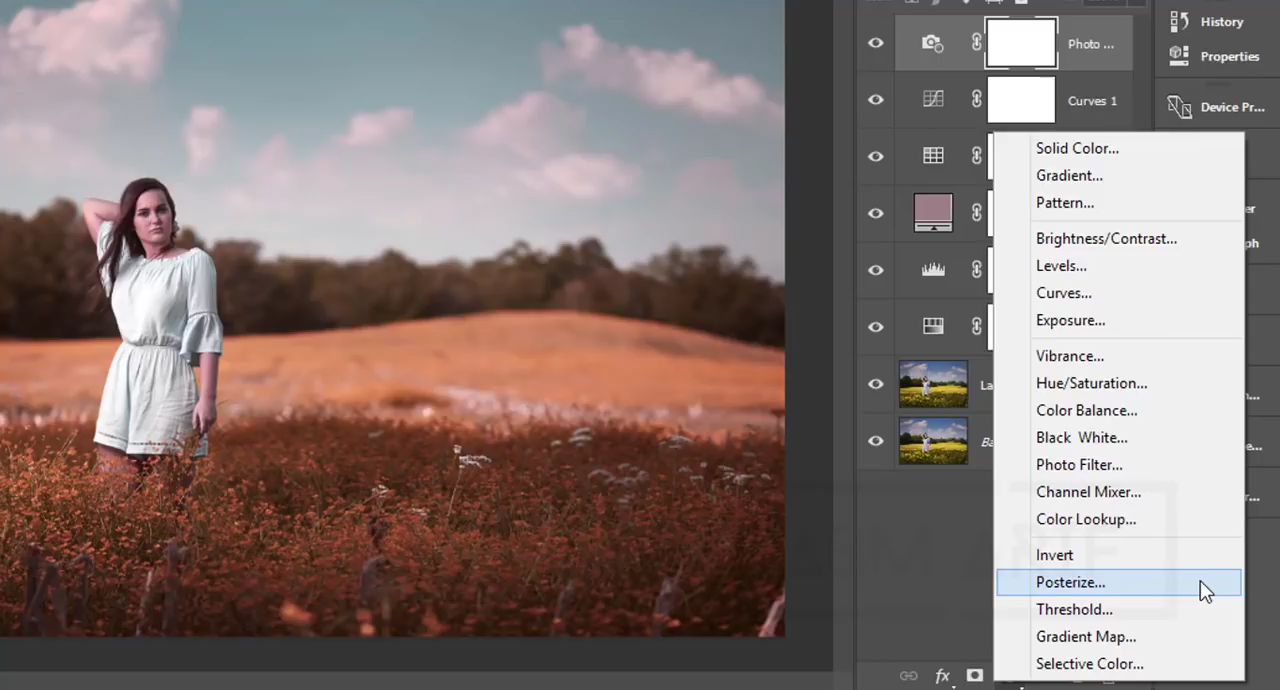 History
Photo ...
Properties
Curves 1
Device Pr...
Solid Color...
Gradient...
Pattern...
Brightness/Contrast...
Levels...
Curves...
Exposure...
Vibrance...
Hue/Saturation...
Color Balance...
Black  White...
Photo Filter...
Channel Mixer...
Color Lookup...
Invert
Posterize...
Threshold...
Gradient Map...
Selective Color...
fx